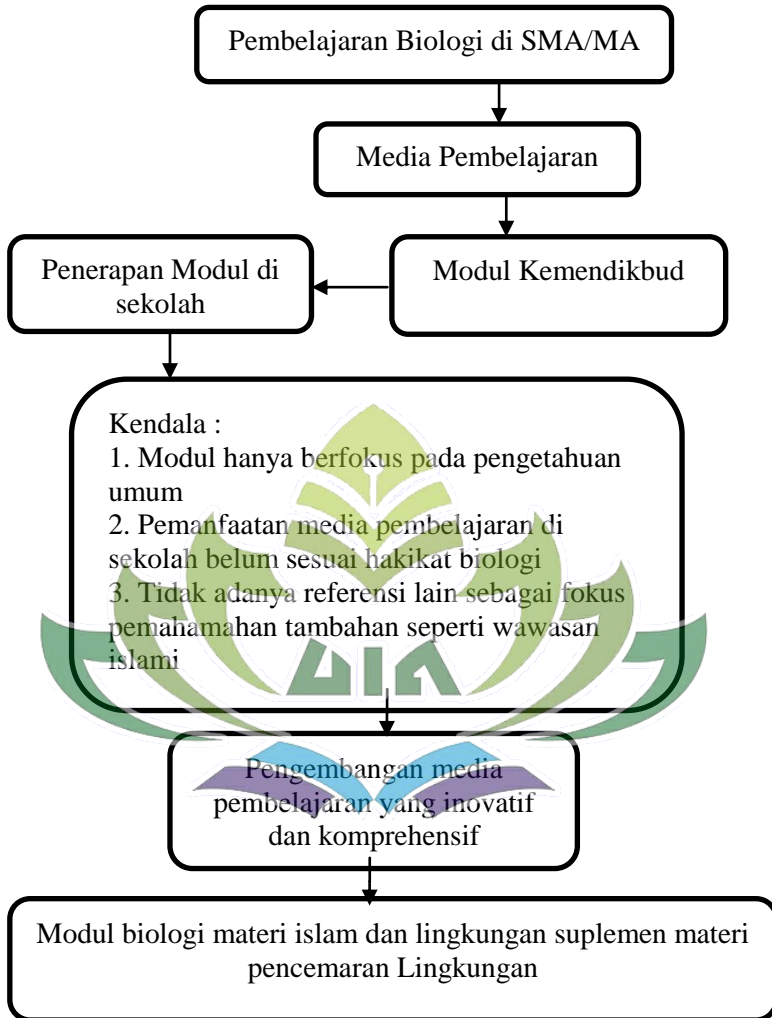 Pembelajaran Biologi di SMA/MA
Media Pembelajaran
Modul Kemendikbud
Penerapan Modul di
sekolah
Kendala :
1. Modul hanya berfokus pada pengetahuan
umum
2. Pemanfaatan media pembelajaran di
sekolah belum sesuai hakikat biologi
3. Tidak adanya referensi lain sebagai fokus
pemahamahan tambahan seperti wawasan
islami
Pengembangan media
pembelajaran yang inovatif
dan komprehensif
Modul biologi materi islam dan lingkungan suplemen materi
pencemaran Lingkungan